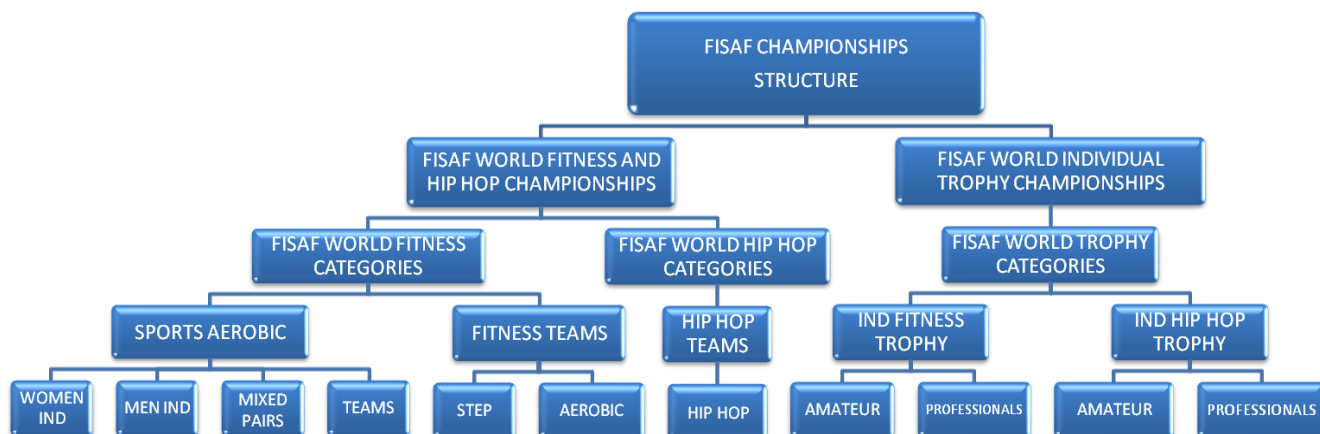 FISAF CHAMPIONSHIPS
STRUCTURE
FISAF WORLD FITNESS AND
HIP HOP CHAMPIONSHIPS
FISAF WORLD INDIVIDUAL
TROPHY CHAMPIONSHIPS
FISAF WORLD FITNESS
CATEGORIES
FISAF WORLD HIP HOP
CATEGORIES
FISAF WORLD TROPHY
CATEGORIES
SPORTS AEROBIC
FITNESS TEAMS
HIP HOP
TEAMS
IND FITNESS
TROPHY
IND HIP HOP
TROPHY
WOMEN
IND
MEN IND
MIXED
PAIRS
TEAMS
STEP
AEROBIC
HIP HOP
AMATEUR
PROFESSIONALS
AMATEUR
PROFESSIONALS